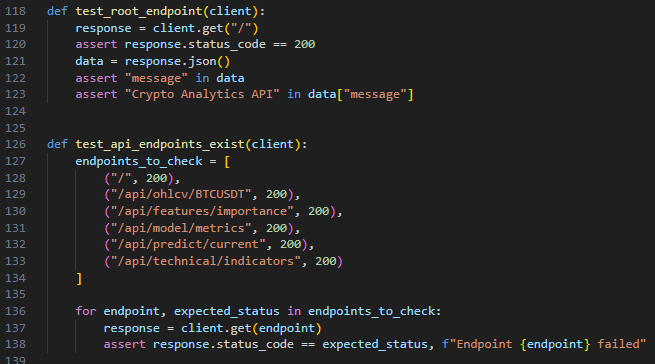 118 def test_root_endpoint(client):
119     response = client.get("/")
120     assert response.status_code == 200
121     data = response.json()
122     assert "message" in data
123     assert "Crypto Analytics API" in data["message"]
124
125
126 def test_api_endpoints_exist(client):
127     endpoints_to_check = [
128         ("/", 200),
129         ("/api/ohlcv/BTCUSDT", 200),
130         ("/api/features/importance", 200),
131         ("/api/model/metrics", 200),
132         ("/api/predict/current", 200),
133         ("/api/technical/indicators", 200)
134     ]
135
136     for endpoint, expected_status in endpoints_to_check:
137         response = client.get(endpoint)
138         assert response.status_code == expected_status, f"Endpoint {endpoint} failed"
139